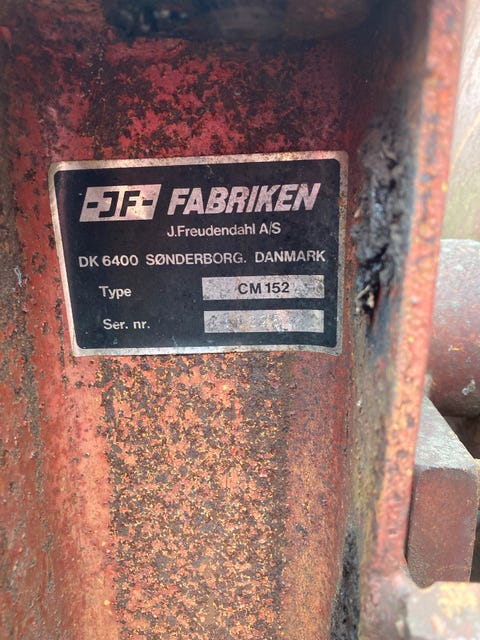 -JF- FABRIKEN
J.Freudendahl A/S
DK 6400 SØNDERBORG. DANMARK
Type CM 152
Ser. nr.